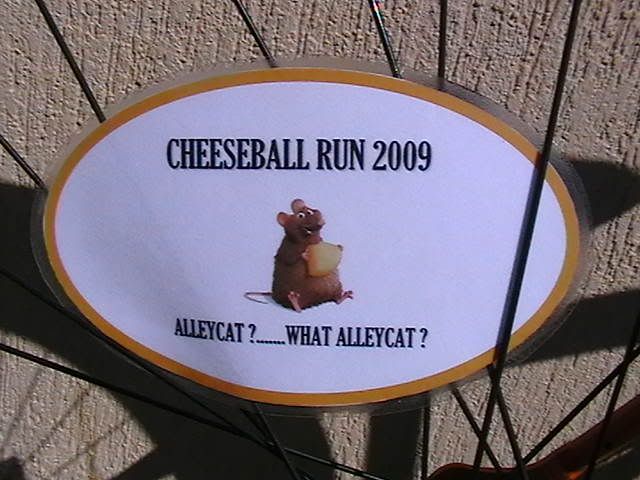 CHEESEBALL RUN 2009
ALLEYCAT ?.......WHAT ALLEYCAT ?